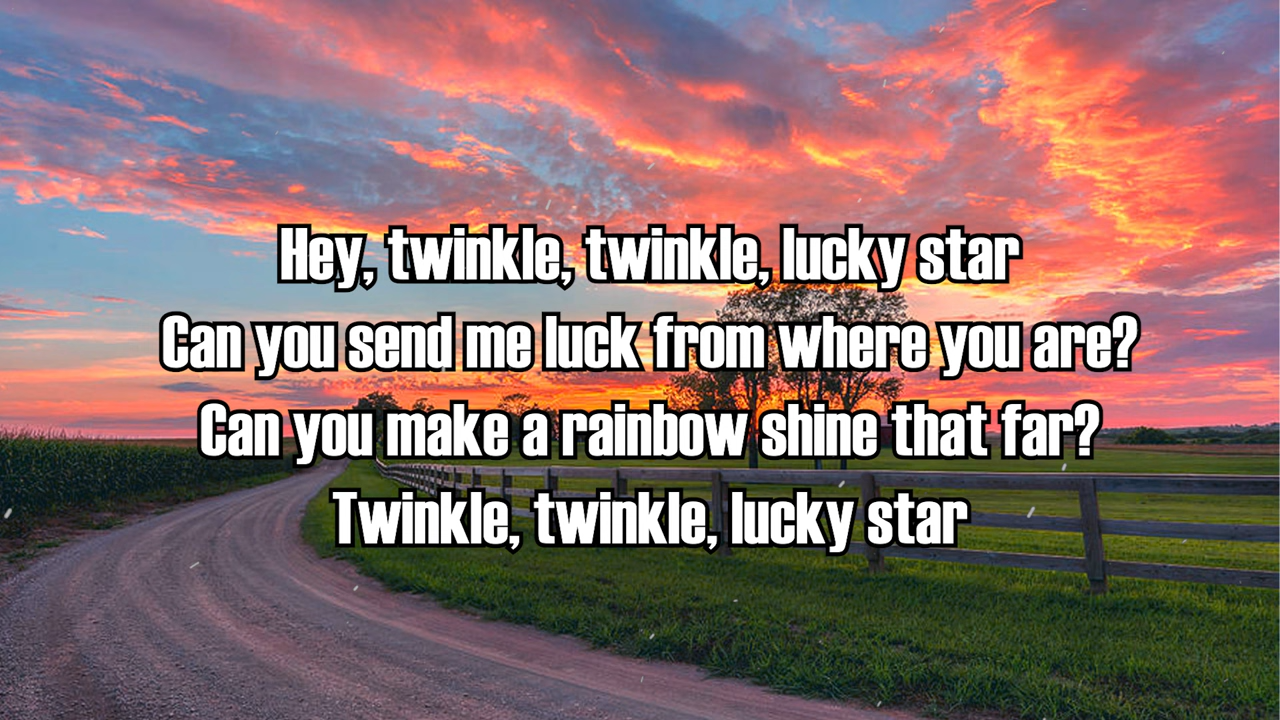 Hey, twinkle, twinkle, lucky star
Can you send me luck from where you are?
Can you make a rainbow shine that far?
Twinkle, twinkle, lucky star